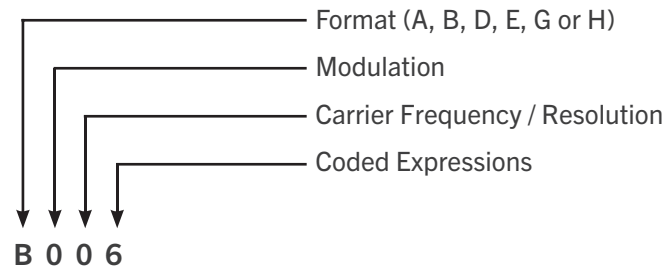 Format (A, B, D, E, G or H)
Modulation
Carrier Frequency / Resolution
Coded Expressions
B 0 0 6